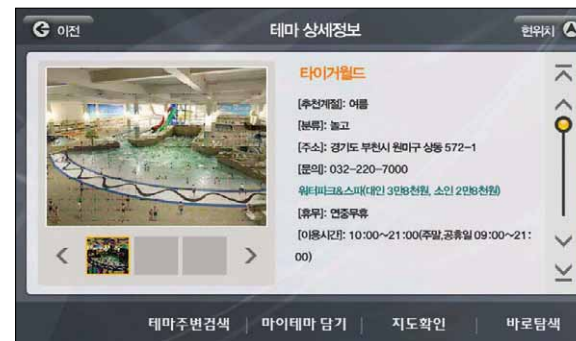 이전
테마 상세정보
현위치
타이거월드
[추천계절]: 여름
[분류]: 놀고
[주소]: 경기도 부천시 원미구 상동 572-1
[문의]: 032-220-7000
워터파크&스파(대인 3만8천원, 소인 2만8천원)
[휴무]: 연중무휴
[이용시간]: 10:00~21:00(주말,공휴일 09:00~21:
00)
테마주변검색
마이테마 담기
지도확인
바로탐색